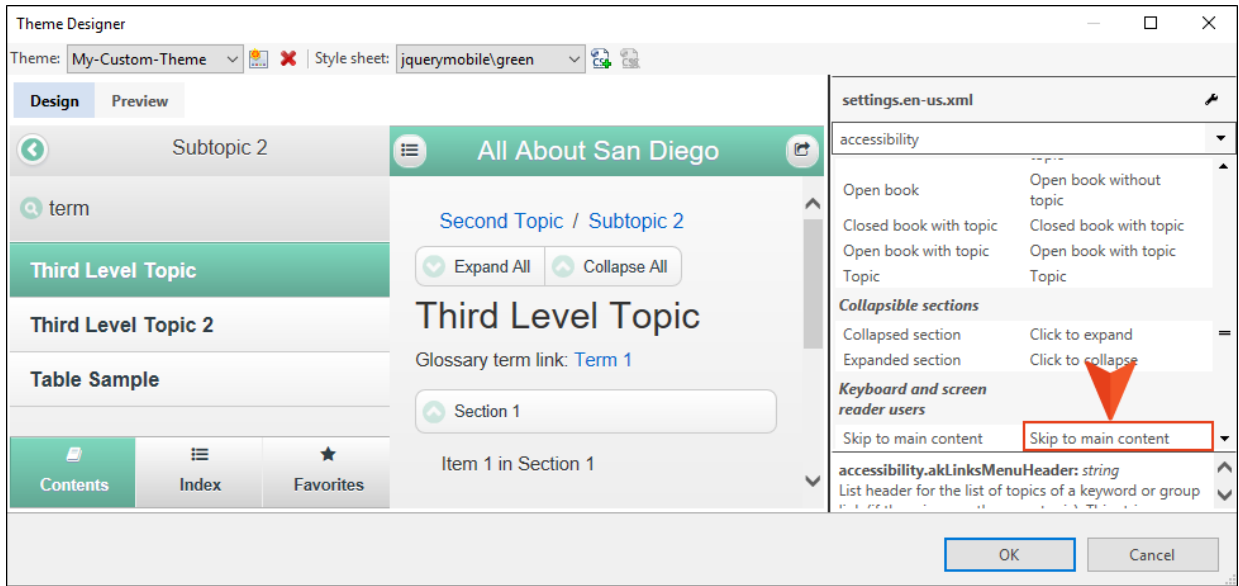 Theme Designer
Theme: My-Custom-Theme Style sheet: jquerymobile\green
Design Preview
Subtopic 2
term
Third Level Topic
Third Level Topic 2
Table Sample
Contents Index Favorites
All About San Diego
Second Topic / Subtopic 2
Expand All Collapse All
Third Level Topic
Glossary term link: Term 1
Section 1
Item 1 in Section 1
settings.en-us.xml
accessibility
Open book Open book without
topic
Closed book with topic Closed book with topic
Open book with topic Open book with topic
Topic Topic
Collapsible sections
Collapsed section Click to expand
Expanded section Click to collapse
Keyboard and screen
reader users
Skip to main content Skip to main content
accessibility.akLinksMenuHeader: string
List header for the list of topics of a keyword or group
OK Cancel